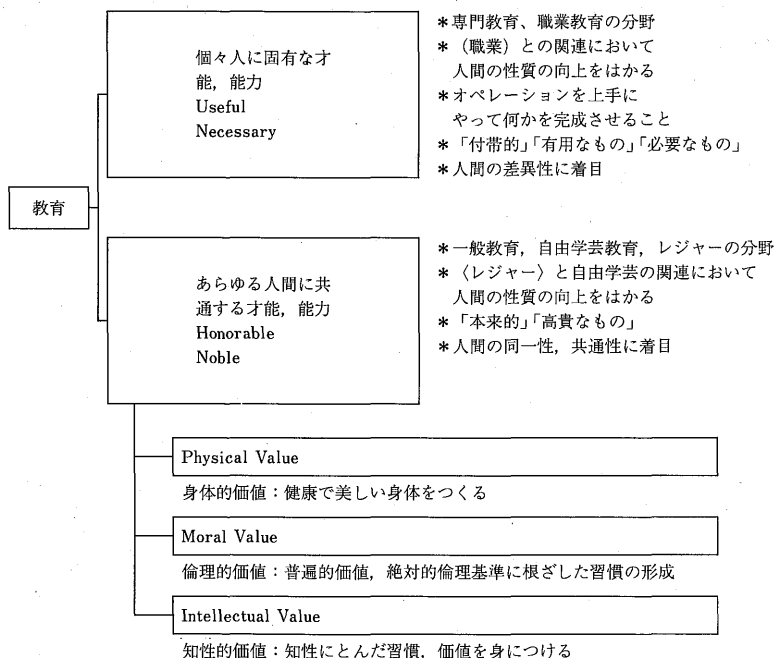 個々人に固有な才
能，能力
Useful
Necessary
＊専門教育、職業教育の分野
＊（職業）との関連において
人間の性質の向上をはかる
＊オペレーションを上手に
やって何かを完成させること
＊「付帯的」「有用なもの」「必要なもの」
＊人間の差異性に着目
教育
あらゆる人間に共
通する才能，能力
Honorable
Noble
＊一般教育，自由学芸教育，レジャーの分野
＊〈レジャー〉と自由学芸の関連において
人間の性質の向上をはかる
＊「本来的」「高貴なもの」
＊人間の同一性，共通性に着目
Physical Value
身体的価値：健康で美しい身体をつくる
Moral Value
倫理的価値：普遍的価値，絶対的倫理基準に根ざした習慣の形成
Intellectual Value
知性的価値：知性にとんだ習慣，価値を身につける